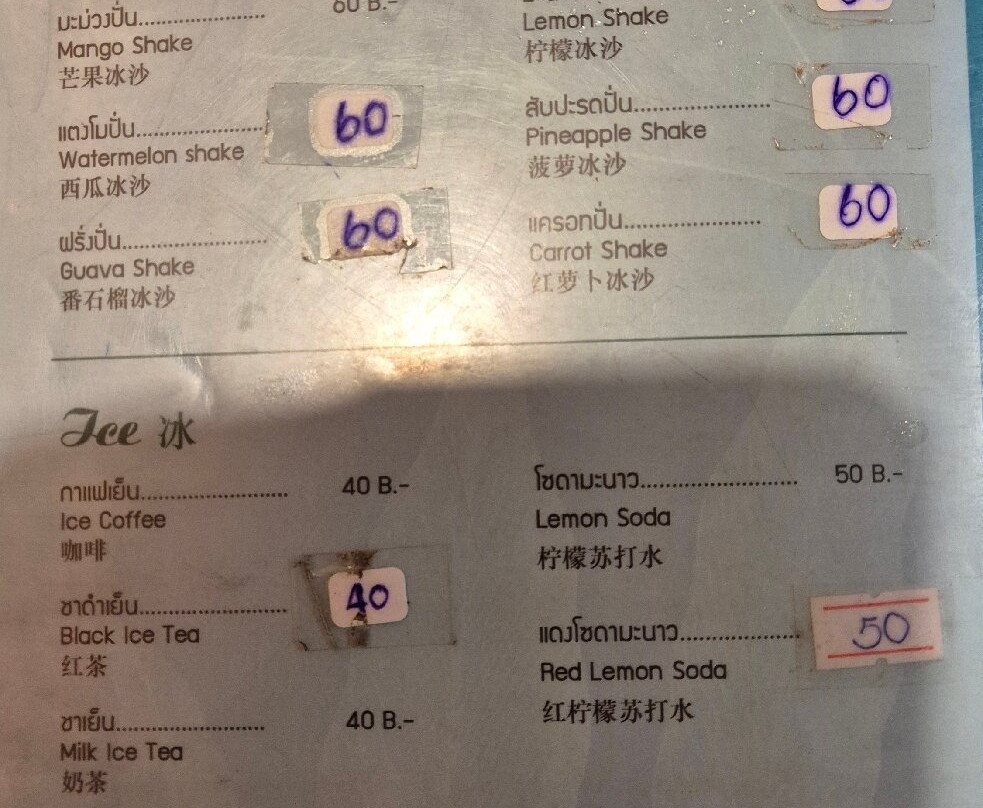 มะม่วงปั่น.................... 60 B.-
Mango Shake
芒果冰沙
แตงโมปั่น.................... 60
Watermelon shake
西瓜冰沙
ฝรั่งปั่น....................... 60
Guava Shake
番石榴冰沙
Lemon Shake
柠檬冰沙
สับปะรดปั่น...................... 60
Pineapple Shake
菠萝冰沙
แครอทปั่น...................... 60
Carrot Shake
红萝卜冰沙
Ice 冰
กาแฟเย็น....................... 40 B.-
Ice Coffee
咖啡
ชาดำเย็น....................... 40
Black Ice Tea
红茶
ชาเย็น....................... 40 B.-
Milk Ice Tea
奶茶
โซดามะนาว......................... 50 B.-
Lemon Soda
柠檬苏打水
แดงโซดามะนาว................... 50
Red Lemon Soda
红柠檬苏打水